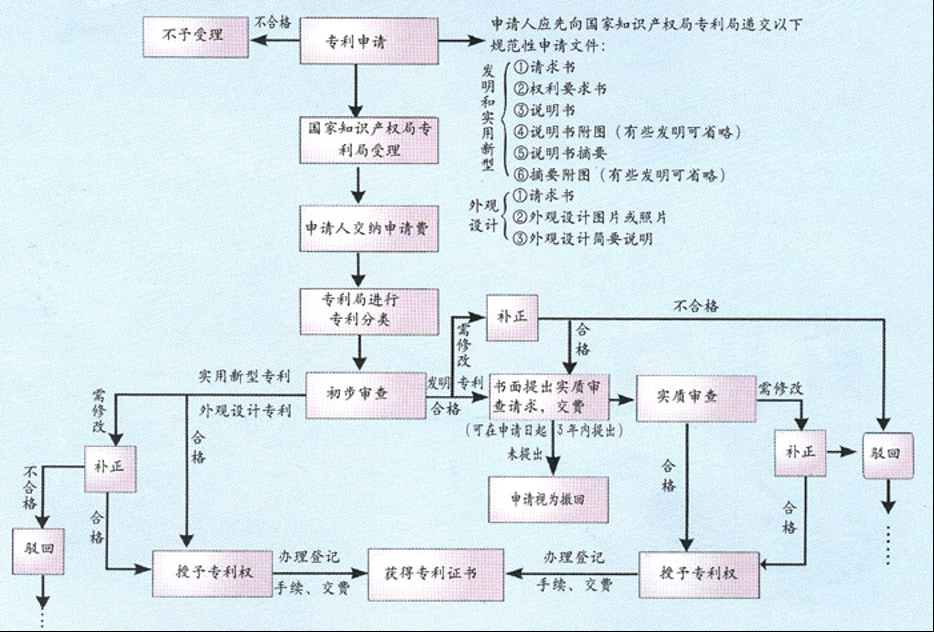 不予受理
不合格
专利申请
申请人应先向国家知识产权局专利局递交以下
规范性申请文件：
发明和实用新型
①请求书
②权利要求书
③说明书
④说明书附图（有些发明可省略）
⑤说明书摘要
⑥摘要附图（有些发明可省略）
外观
设计
①请求书
②外观设计图片或照片
③外观设计简要说明
国家知识产权局专
利局受理
申请人交纳申请费
专利局进行
专利分类
初步审查
实用新型专利
外观设计专利
需修改
补正
不合格
驳回
合格
合格
授予专利权
发明专利
合格
需修改
补正
不合格
合格
书面提出实质审
查请求，交费
（可在申请日起3年内提出）
未提出
申请视为撤回
实质审查
需修改
补正
驳回
合格
合格
授予专利权
办理登记
手续、交费
获得专利证书
办理登记
手续、交费